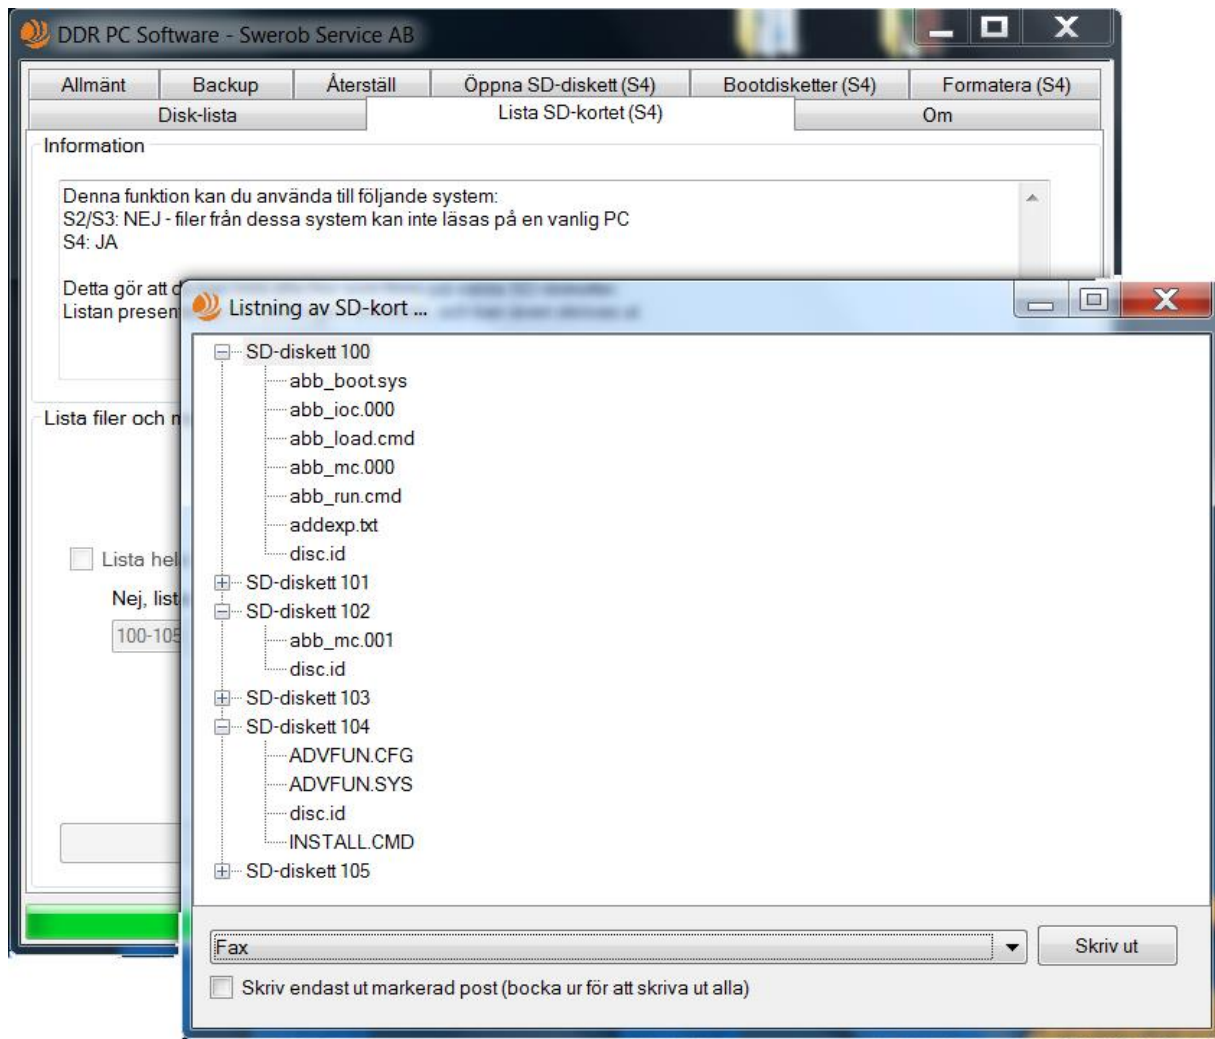 DDR PC Software - Swerob Service AB
Allmänt Backup Återställ Öppna SD-diskett (S4) Bootdisketter (S4) Formatera (S4)
Disk-lista Lista SD-kortet (S4) Om
Information
Denna funktion kan du använda till följande system:
S2/S3: NEJ - filer från dessa system kan inte läsas på en vanlig PC
S4: JA
Detta gör att
Listan
Listning av SD-kort ...
SD-diskett 100
abb_boot.sys
abb_ioc.000
abb_load.cmd
abb_mc.000
abb_run.cmd
addexp.txt
disc.id
SD-diskett 101
SD-diskett 102
abb_mc.001
disc.id
SD-diskett 103
SD-diskett 104
ADVFUN.CFG
ADVFUN.SYS
disc.id
INSTALL.CMD
SD-diskett 105
Lista filer och
Lista
Nej,
100-105
Fax
Skriv ut
Skriv endast ut markerad post (bocka ur för att skriva ut alla)